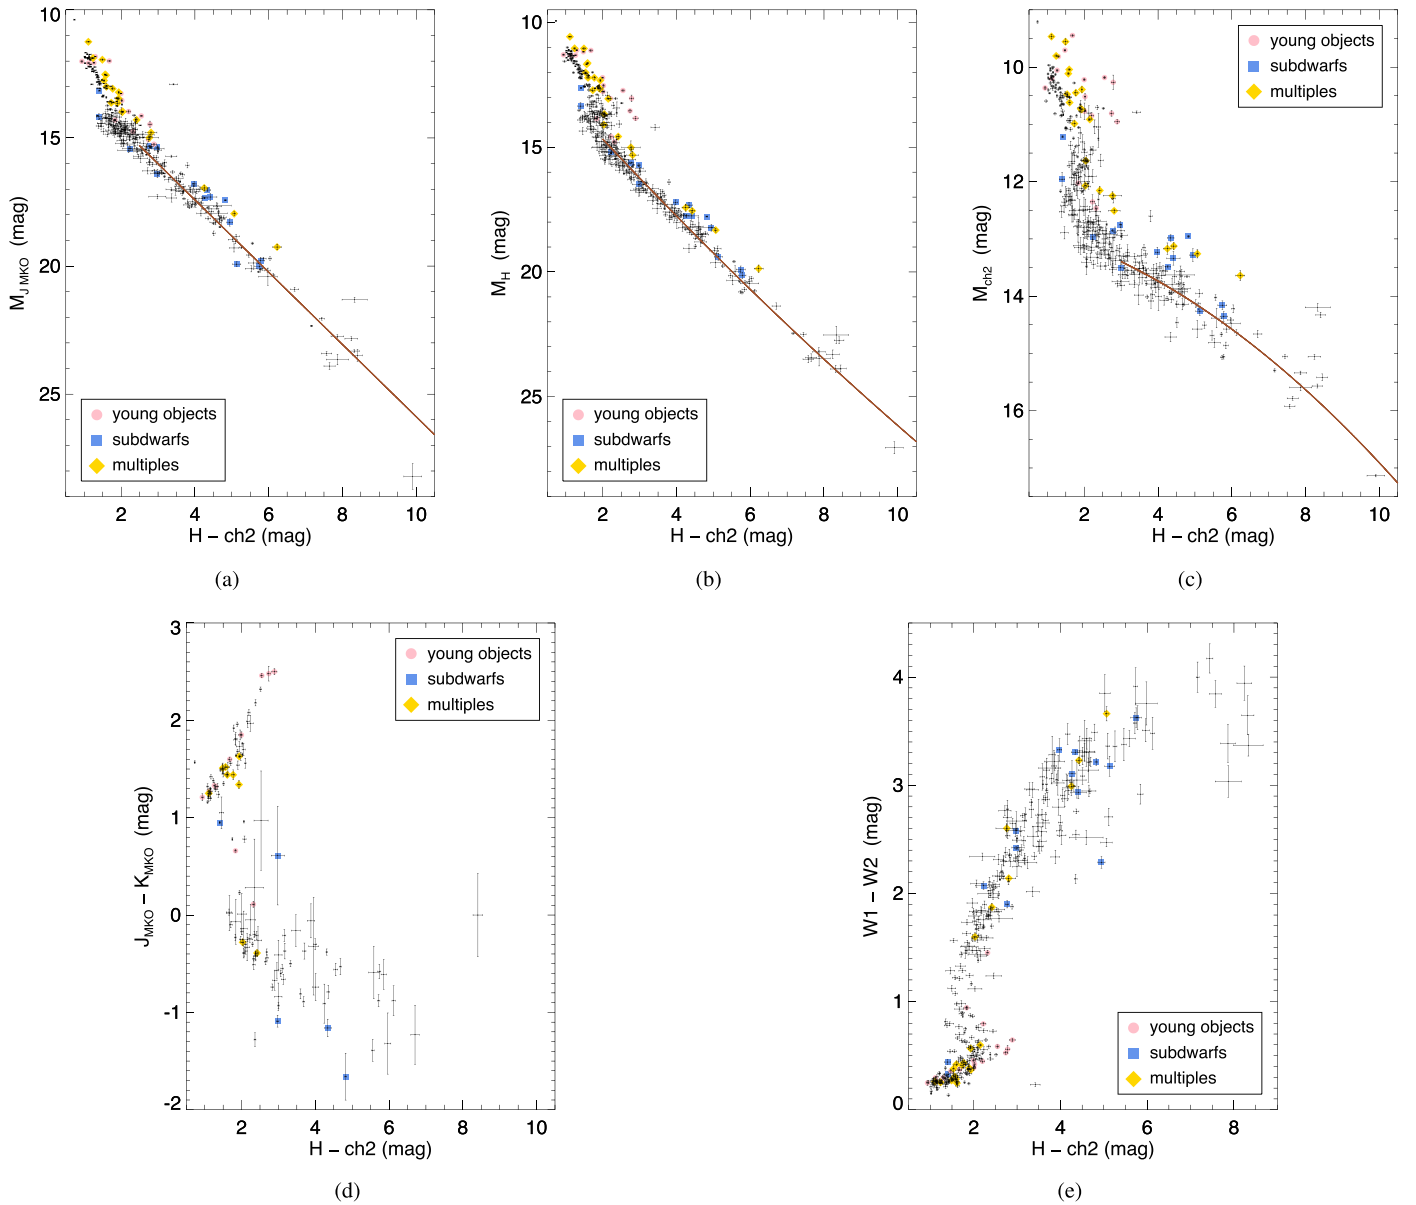 10
15
20
25
M_J MKO (mag)
young objects
subdwarfs
multiples
2 4 6 8 10
H − ch2 (mag)
(a)
10
15
20
25
M_H (mag)
young objects
subdwarfs
multiples
2 4 6 8 10
H − ch2 (mag)
(b)
10
12
14
16
M_ch2 (mag)
young objects
subdwarfs
multiples
2 4 6 8 10
H − ch2 (mag)
(c)
3
2
1
0
-1
-2
J_MKO − K_MKO (mag)
young objects
subdwarfs
multiples
2 4 6 8 10
H − ch2 (mag)
(d)
4
3
2
1
0
W1 − W2 (mag)
young objects
subdwarfs
multiples
2 4 6 8
H − ch2 (mag)
(e)